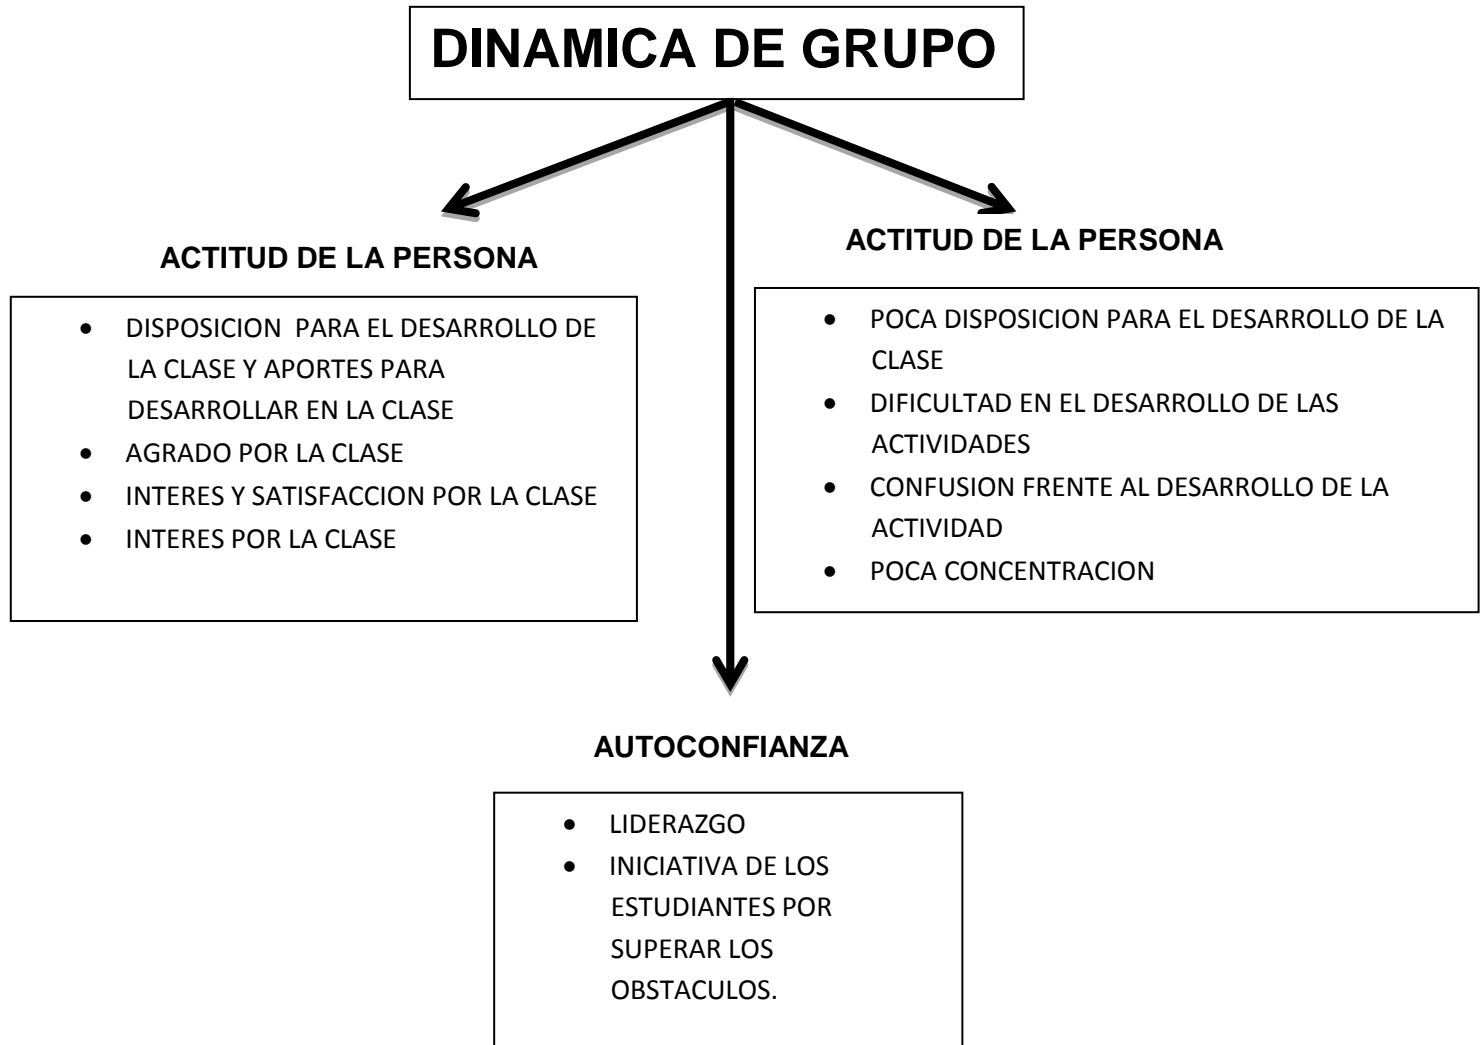 DINAMICA DE GRUPO
ACTITUD DE LA PERSONA
DISPOSICION  PARA EL DESARROLLO DE
LA CLASE Y APORTES PARA
DESARROLLAR EN LA CLASE
AGRADO POR LA CLASE
INTERES Y SATISFACCION POR LA CLASE
INTERES POR LA CLASE
ACTITUD DE LA PERSONA
POCA DISPOSICION PARA EL DESARROLLO DE LA
CLASE
DIFICULTAD EN EL DESARROLLO DE LAS
ACTIVIDADES
CONFUSION FRENTE AL DESARROLLO DE LA
ACTIVIDAD
POCA CONCENTRACION
AUTOCONFIANZA
LIDERAZGO
INICIATIVA DE LOS
ESTUDIANTES POR
SUPERAR LOS
OBSTACULOS.